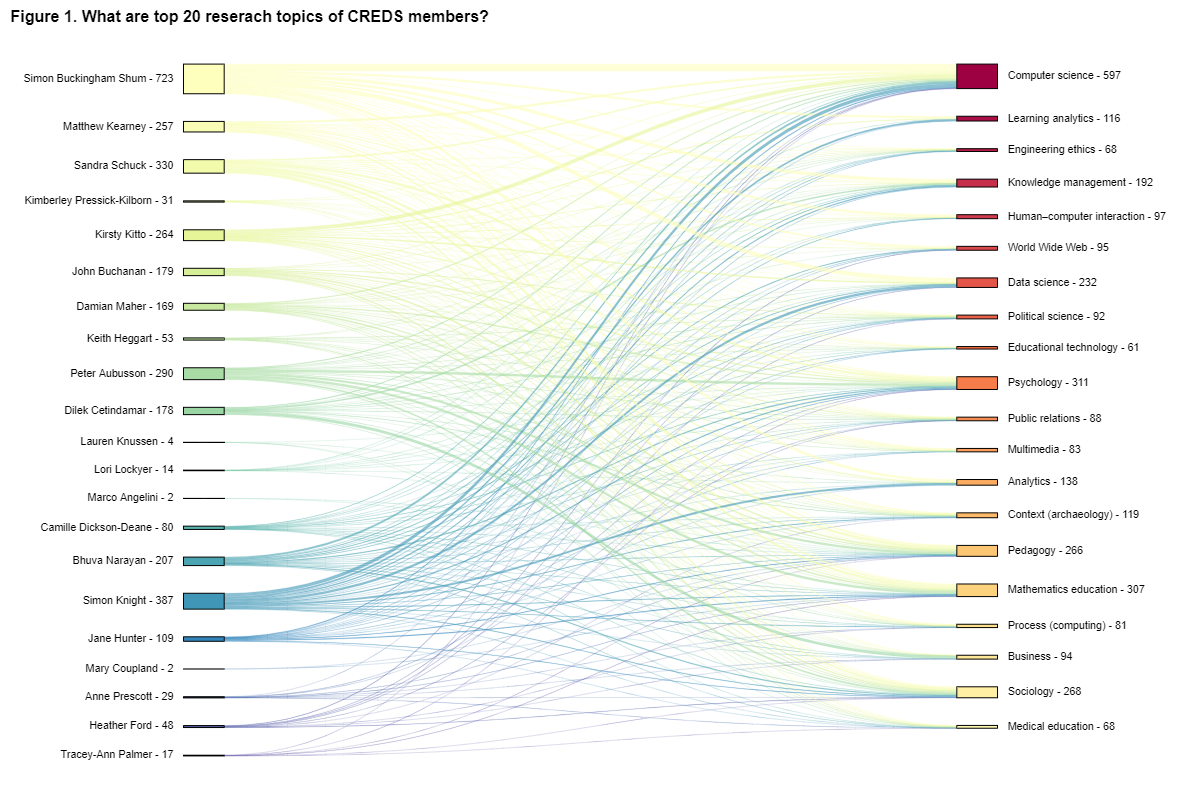 Figure 1. What are top 20 reserach topics of CREDS members?
Simon Buckingham Shum - 723
Matthew Kearney - 257
Sandra Schuck - 330
Kimberley Pressick-Kilborn - 31
Kirsty Kitto - 264
John Buchanan - 179
Damian Maher - 169
Keith Heggart - 53
Peter Aubusson - 290
Dilek Cetindamar - 178
Lauren Knussen - 4
Lori Lockyer - 14
Marco Angelini - 2
Camille Dickson-Deane - 80
Bhuva Narayan - 207
Simon Knight - 387
Jane Hunter - 109
Mary Coupland - 2
Anne Prescott - 29
Heather Ford - 48
Tracey-Ann Palmer - 17
Computer science - 597
Learning analytics - 116
Engineering ethics - 68
Knowledge management - 192
Human–computer interaction - 97
World Wide Web - 95
Data science - 232
Political science - 92
Educational technology - 61
Psychology - 311
Public relations - 88
Multimedia - 83
Analytics - 138
Context (archaeology) - 119
Pedagogy - 266
Mathematics education - 307
Process (computing) - 81
Business - 94
Sociology - 268
Medical education - 68